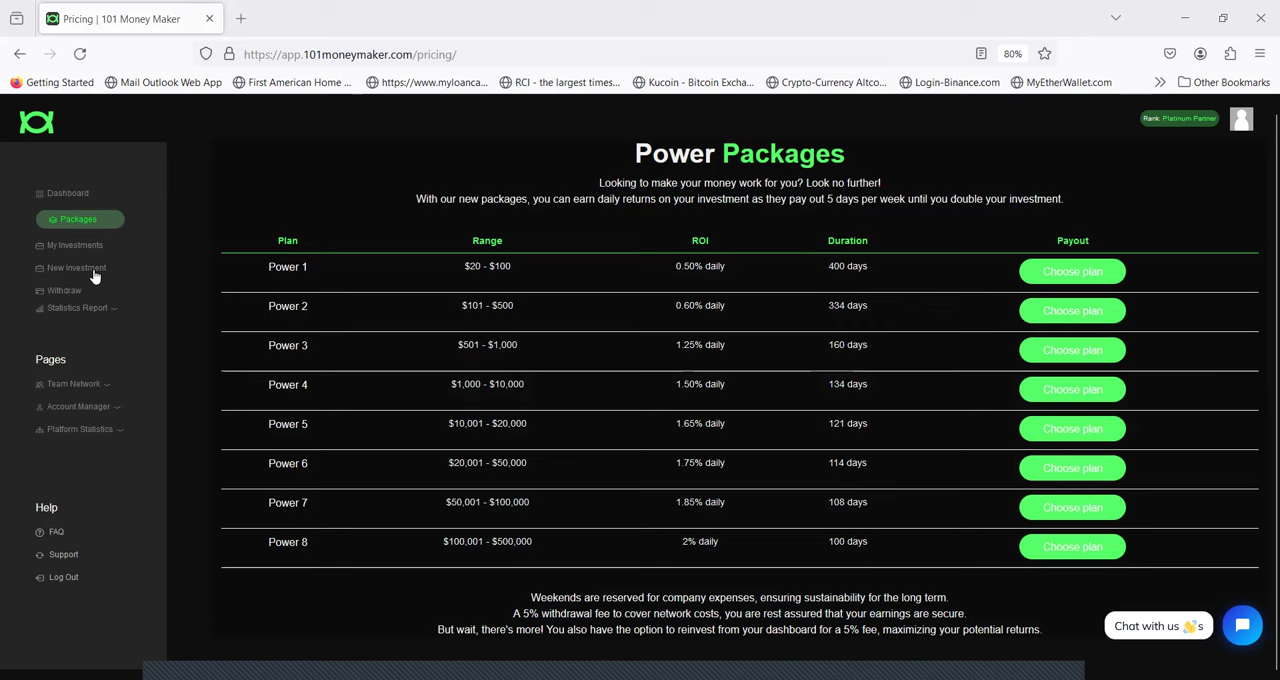 Pricing | 101 Money Maker
https://app.101moneymaker.com/pricing/
80%
Getting Started
Mail Outlook Web App
First American Home ...
https://www.myloanca...
RCI - the largest times...
Kucoin - Bitcoin Excha...
Crypto-Currency Altco...
Login-Binance.com
MyEtherWallet.com
Other Bookmarks
Rank: Platinum Partner
Dashboard
Packages
My Investments
New Investment
Withdraw
Statistics Report
Pages
Team Network
Account Manager
Platform Statistics
Help
FAQ
Support
Log Out
Power Packages
Looking to make your money work for you? Look no further!
With our new packages, you can earn daily returns on your investment as they pay out 5 days per week until you double your investment.
Plan Range ROI Duration Payout
Power 1 $20 - $100 0.50% daily 400 days Choose plan
Power 2 $101 - $500 0.60% daily 334 days Choose plan
Power 3 $501 - $1,000 1.25% daily 160 days Choose plan
Power 4 $1,000 - $10,000 1.50% daily 134 days Choose plan
Power 5 $10,001 - $20,000 1.65% daily 121 days Choose plan
Power 6 $20,001 - $50,000 1.75% daily 114 days Choose plan
Power 7 $50,001 - $100,000 1.85% daily 108 days Choose plan
Power 8 $100,001 - $500,000 2% daily 100 days Choose plan
Weekends are reserved for company expenses, ensuring sustainability for the long term.
A 5% withdrawal fee to cover network costs, you are rest assured that your earnings are secure.
But wait, there's more! You also have the option to reinvest from your dashboard for a 5% fee, maximizing your potential returns.
Chat with us 👋's